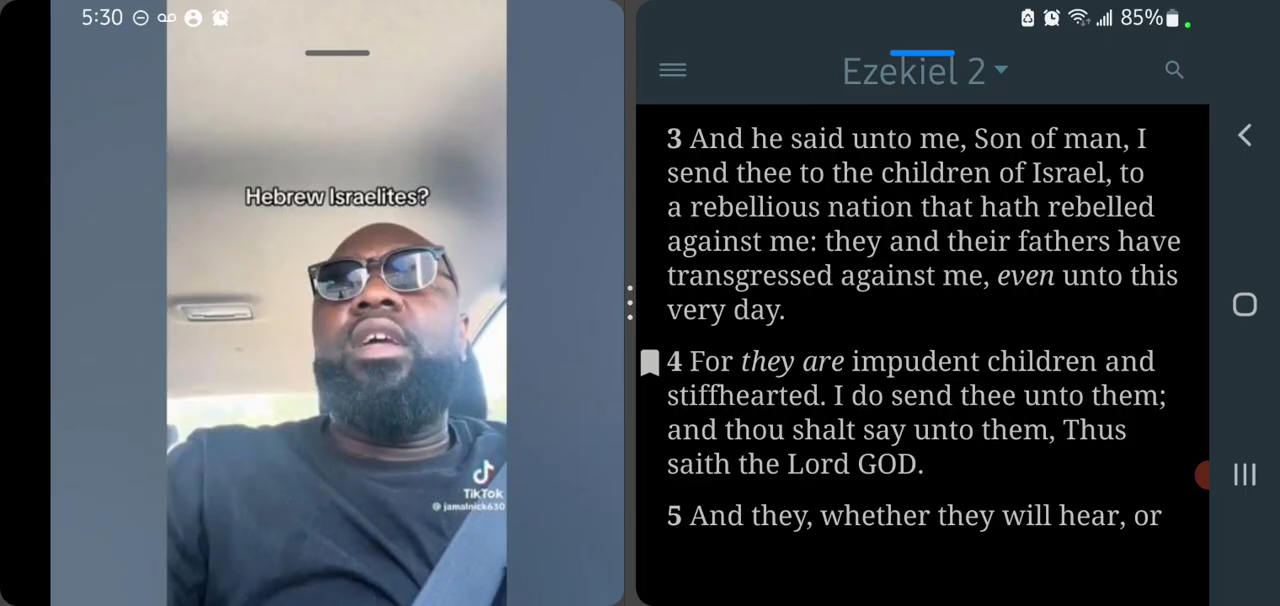 5:30
85%
Hebrew Israelites?
TikTok
@ jamalnick630
Ezekiel 2
3 And he said unto me, Son of man, I
send thee to the children of Israel, to
a rebellious nation that hath rebelled
against me: they and their fathers have
transgressed against me, even unto this
very day.
4 For they are impudent children and
stiffhearted. I do send thee unto them;
and thou shalt say unto them, Thus
saith the Lord GOD.
5 And they, whether they will hear, or